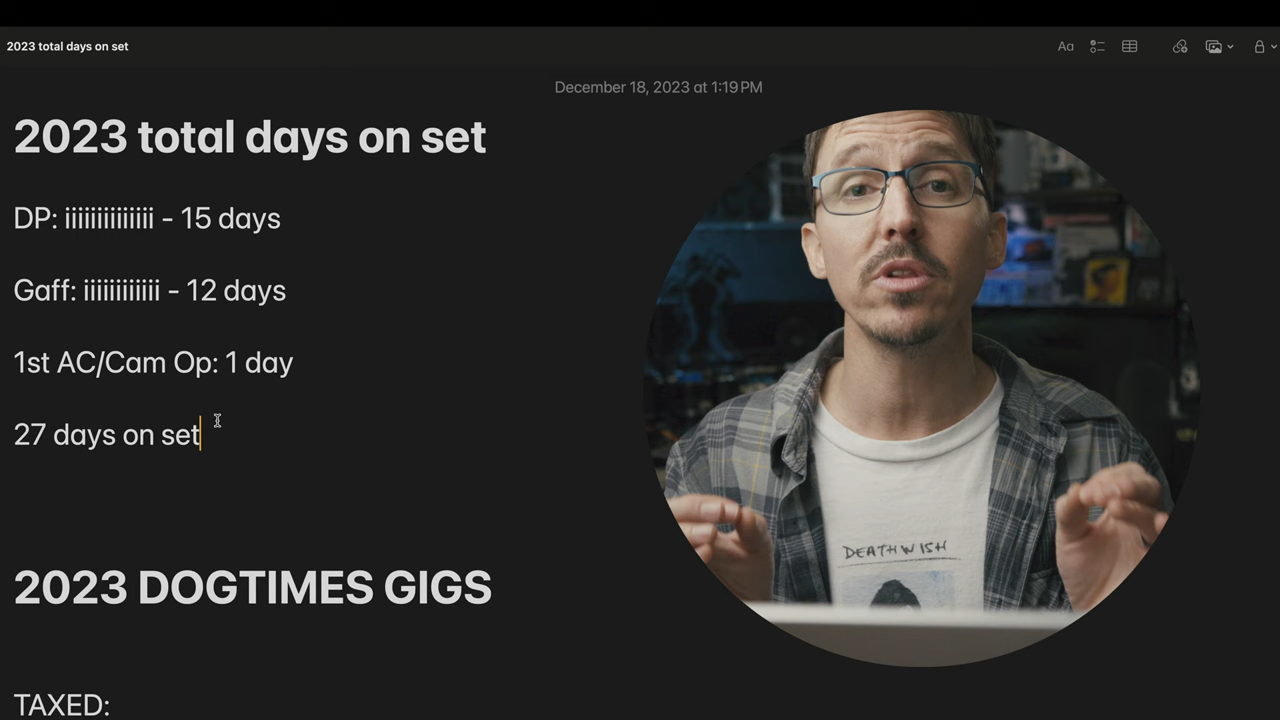 2023 total days on set
Aa
December 18, 2023 at 1:19 PM
2023 total days on set
DP: iiiiiiiiiiiiiii - 15 days
Gaff: iiiiiiiiiiii - 12 days
1st AC/Cam Op: 1 day
27 days on set
DEATHWISH
2023 DOGTIMES GIGS
TAXED: